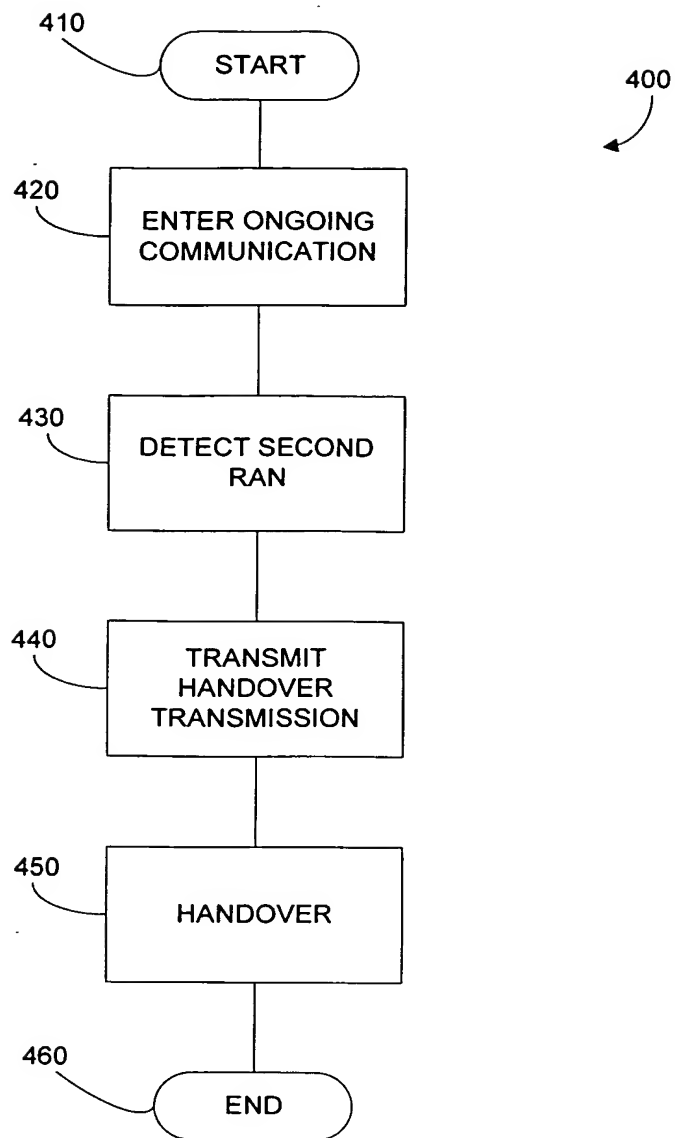 410
START
400
420
ENTER ONGOING
COMMUNICATION
430
DETECT SECOND
RAN
440
TRANSMIT
HANDOVER
TRANSMISSION
450
HANDOVER
460
END